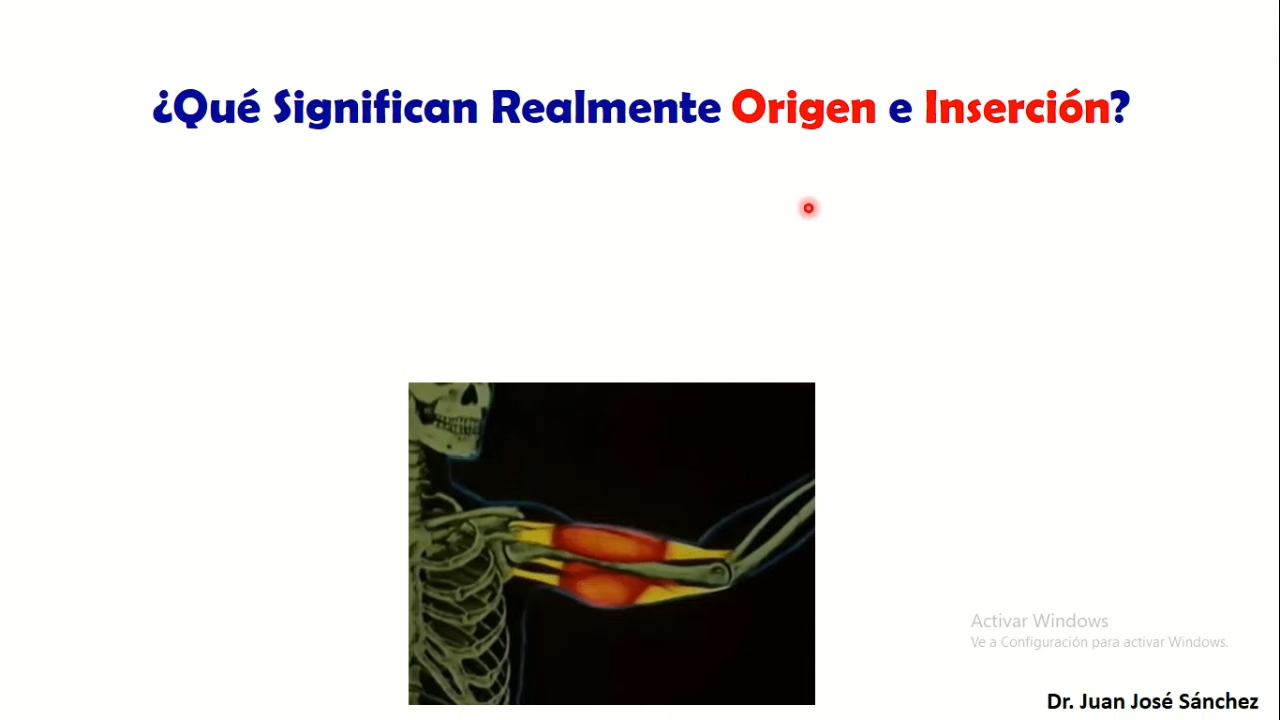 ¿Qué Significan Realmente Origen e Inserción?
Activar Windows
Ve a Configuración para activar Windows.
Dr. Juan José Sánchez